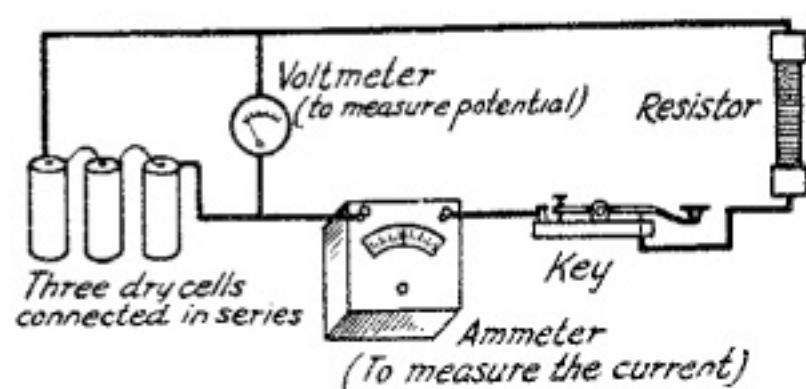 Voltmeter
(to measure potential)
Resistor
Three dry cells
connected in series
Key
Ammeter
(To measure the current)